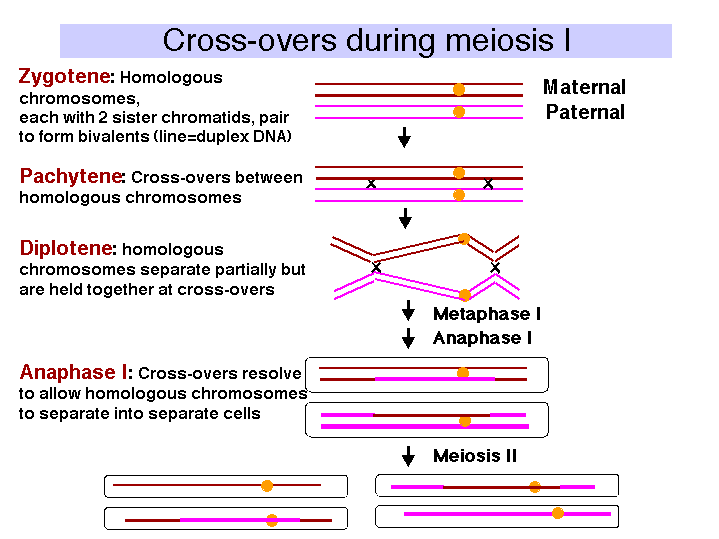 Cross-overs during meiosis I
Zygotene: Homologous
chromosomes,
each with 2 sister chromatids, pair
to form bivalents (line=duplex DNA)
Maternal
Paternal
Pachytene: Cross-overs between
homologous chromosomes
x x
Diplotene: homologous
chromosomes separate partially but
are held together at cross-overs
x x
Metaphase I
Anaphase I
Anaphase I: Cross-overs resolve
to allow homologous chromosomes
to separate into separate cells
Meiosis II